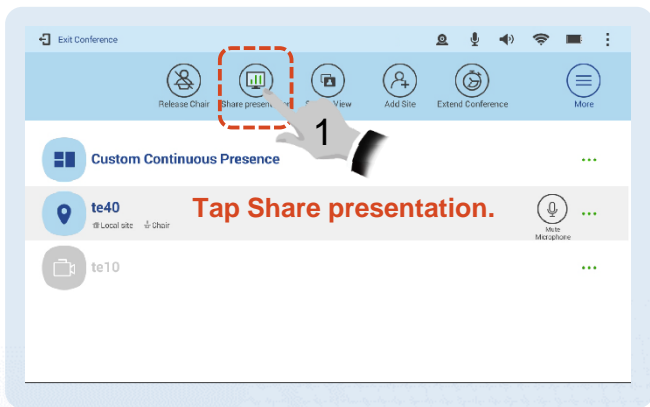 Exit Conference
Release Chair Share presentation View Add Site Extend Conference More
1
Custom Continuous Presence
te40 Tap Share presentation.
Local site Chair Mute
Microphone
te10